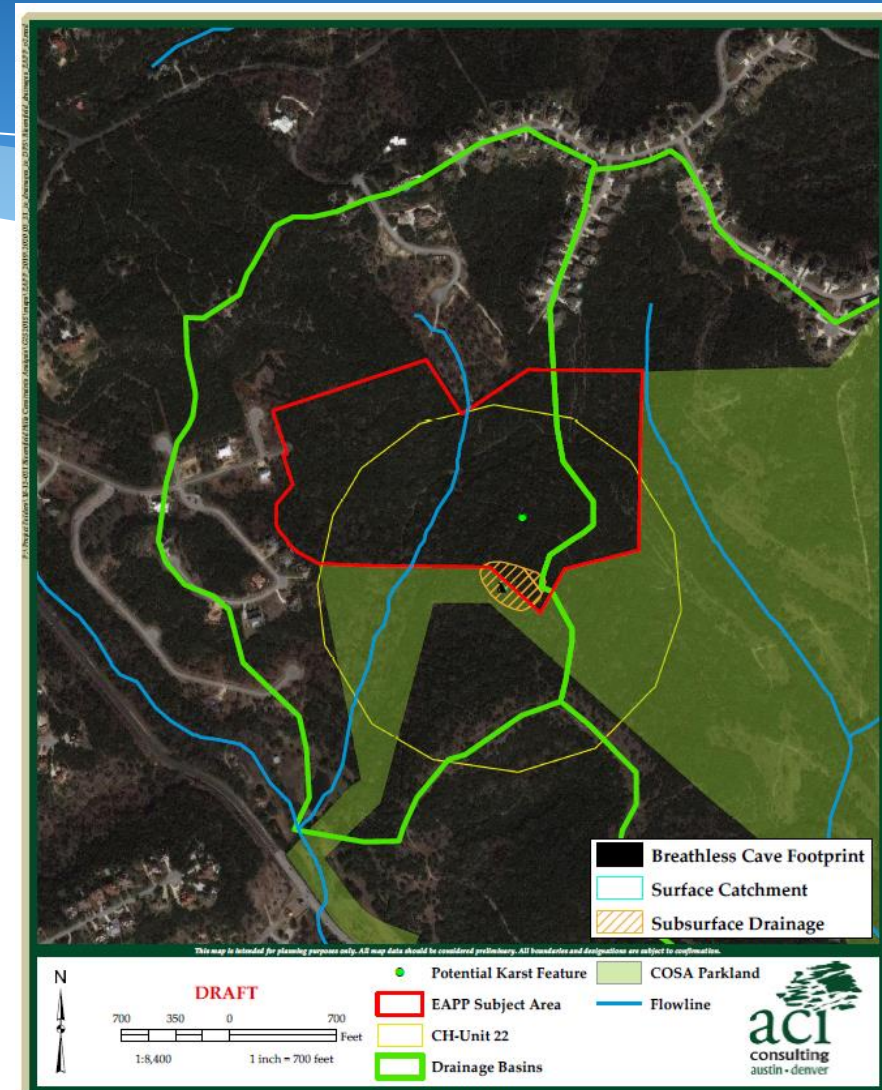 Breathless Cave Footprint
Surface Catchment
Subsurface Drainage
This map is intended for planning purposes only. All map data should be considered preliminary. All boundaries and designations are subject to confirmation.
N
DRAFT
700 350 0 700
Feet
1:8,400 1 inch = 700 feet
Potential Karst Feature
EAPP Subject Area
CH-Unit 22
Drainage Basins
COSA Parkland
Flowline
aci
consulting
austin • denver